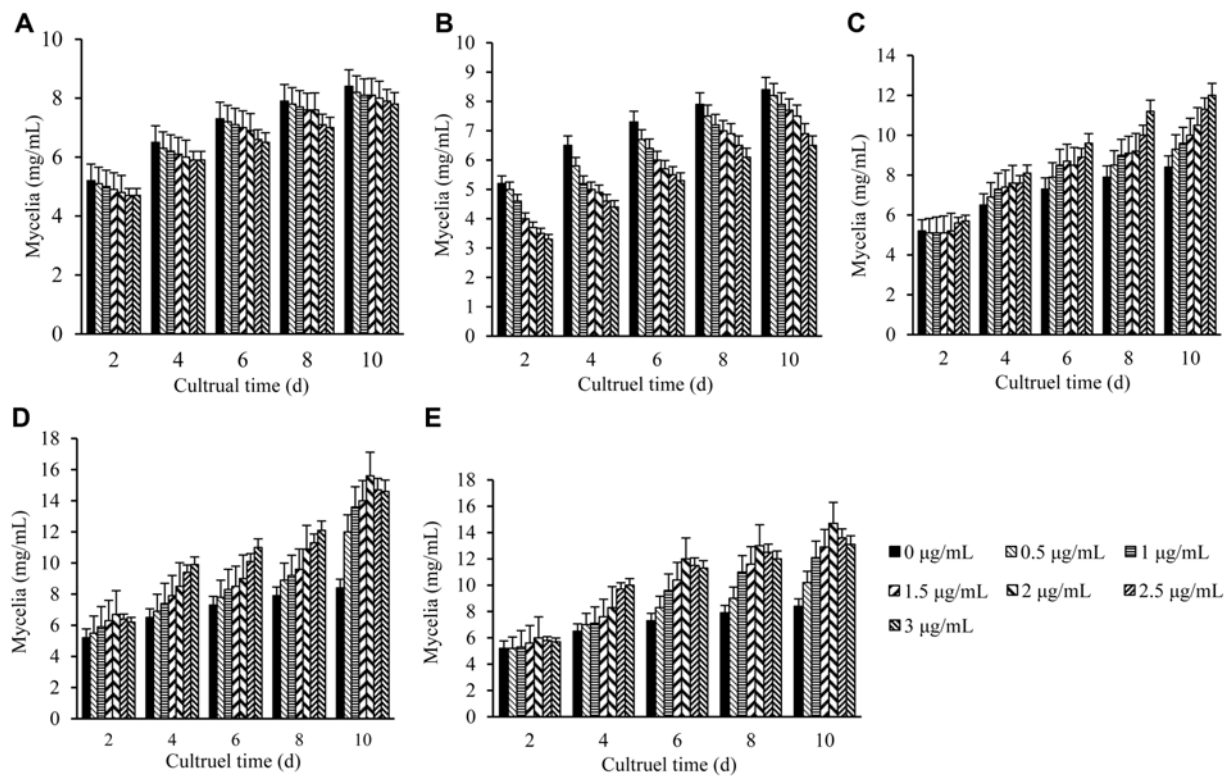 A
Mycelia (mg/mL)
10
8
6
4
2
0
2 4 6 8 10
Cultrual time (d)
B
Mycelia (mg/mL)
10
9
8
7
6
5
4
3
2
1
0
2 4 6 8 10
Cultruel time (d)
C
Mycelia (mg/mL)
14
12
10
8
6
4
2
0
2 4 6 8 10
Cultruel time (d)
D
Mycelia (mg/mL)
18
16
14
12
10
8
6
4
2
0
2 4 6 8 10
Cultruel time (d)
E
Mycelia (mg/mL)
18
16
14
12
10
8
6
4
2
0
2 4 6 8 10
Cultruel time (d)
0 μg/mL 0.5 μg/mL 1 μg/mL
1.5 μg/mL 2 μg/mL 2.5 μg/mL
3 μg/mL